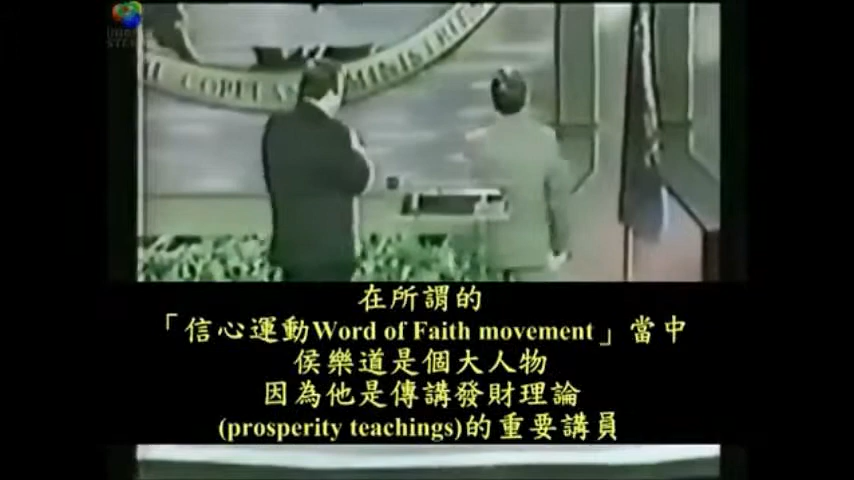 COPELAND MINISTRIES
在所謂的
「信心運動Word of Faith movement」當中
侯樂道是個大人物
因為他是傳講發財理論
(prosperity teachings)的重要講員